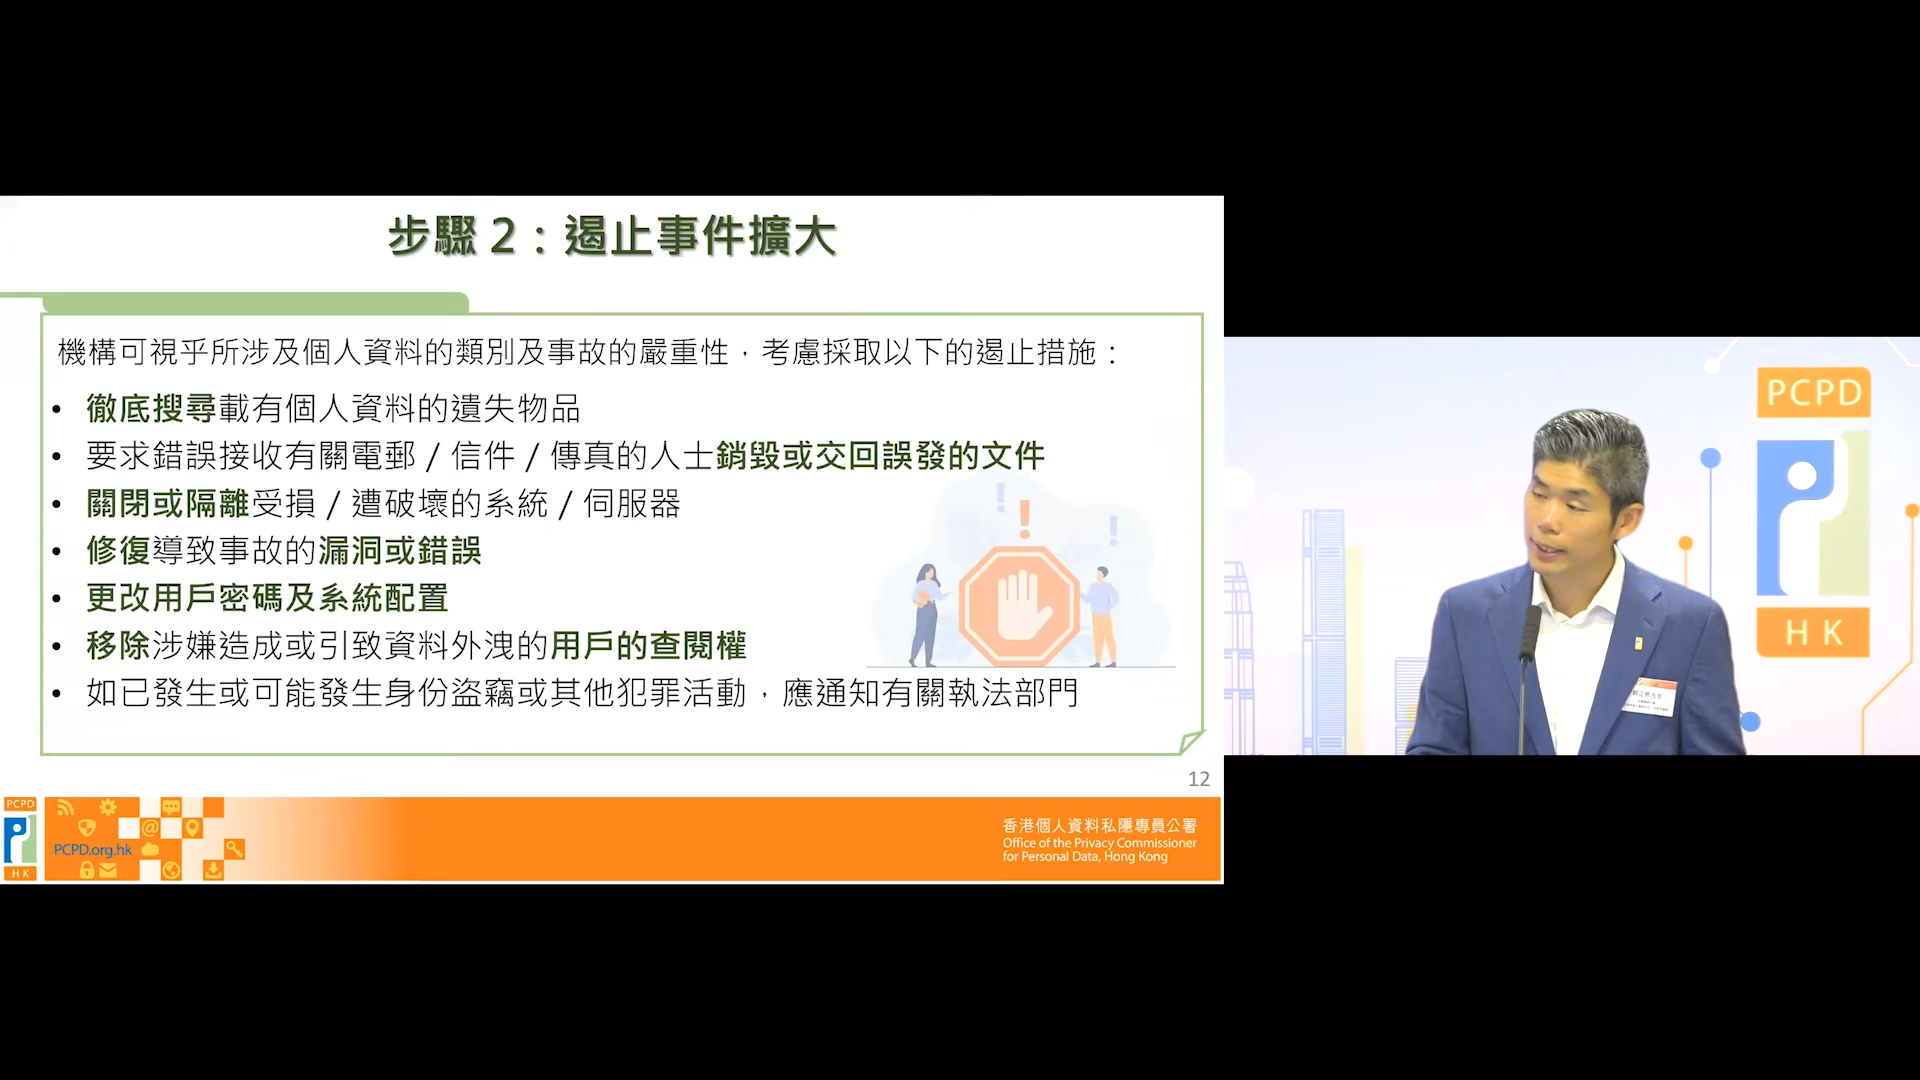 步驟 2：遏止事件擴大
機構可視乎所涉及個人資料的類別及事故的嚴重性，考慮採取以下的遏止措施：
• 徹底搜尋載有個人資料的遺失物品
• 要求錯誤接收有關電郵 / 信件 / 傳真的人士銷毀或交回誤發的文件
• 關閉或隔離受損 / 遭破壞的系統 / 伺服器
• 修復導致事故的漏洞或錯誤
• 更改用戶密碼及系統配置
• 移除涉嫌造成或引致資料外洩的用戶的查閱權
• 如已發生或可能發生身份盜竊或其他犯罪活動，應通知有關執法部門
12
PCPD
HK
PCPD.org.hk
香港個人資料私隱專員公署
Office of the Privacy Commissioner
for Personal Data, Hong Kong
PCPD
HK